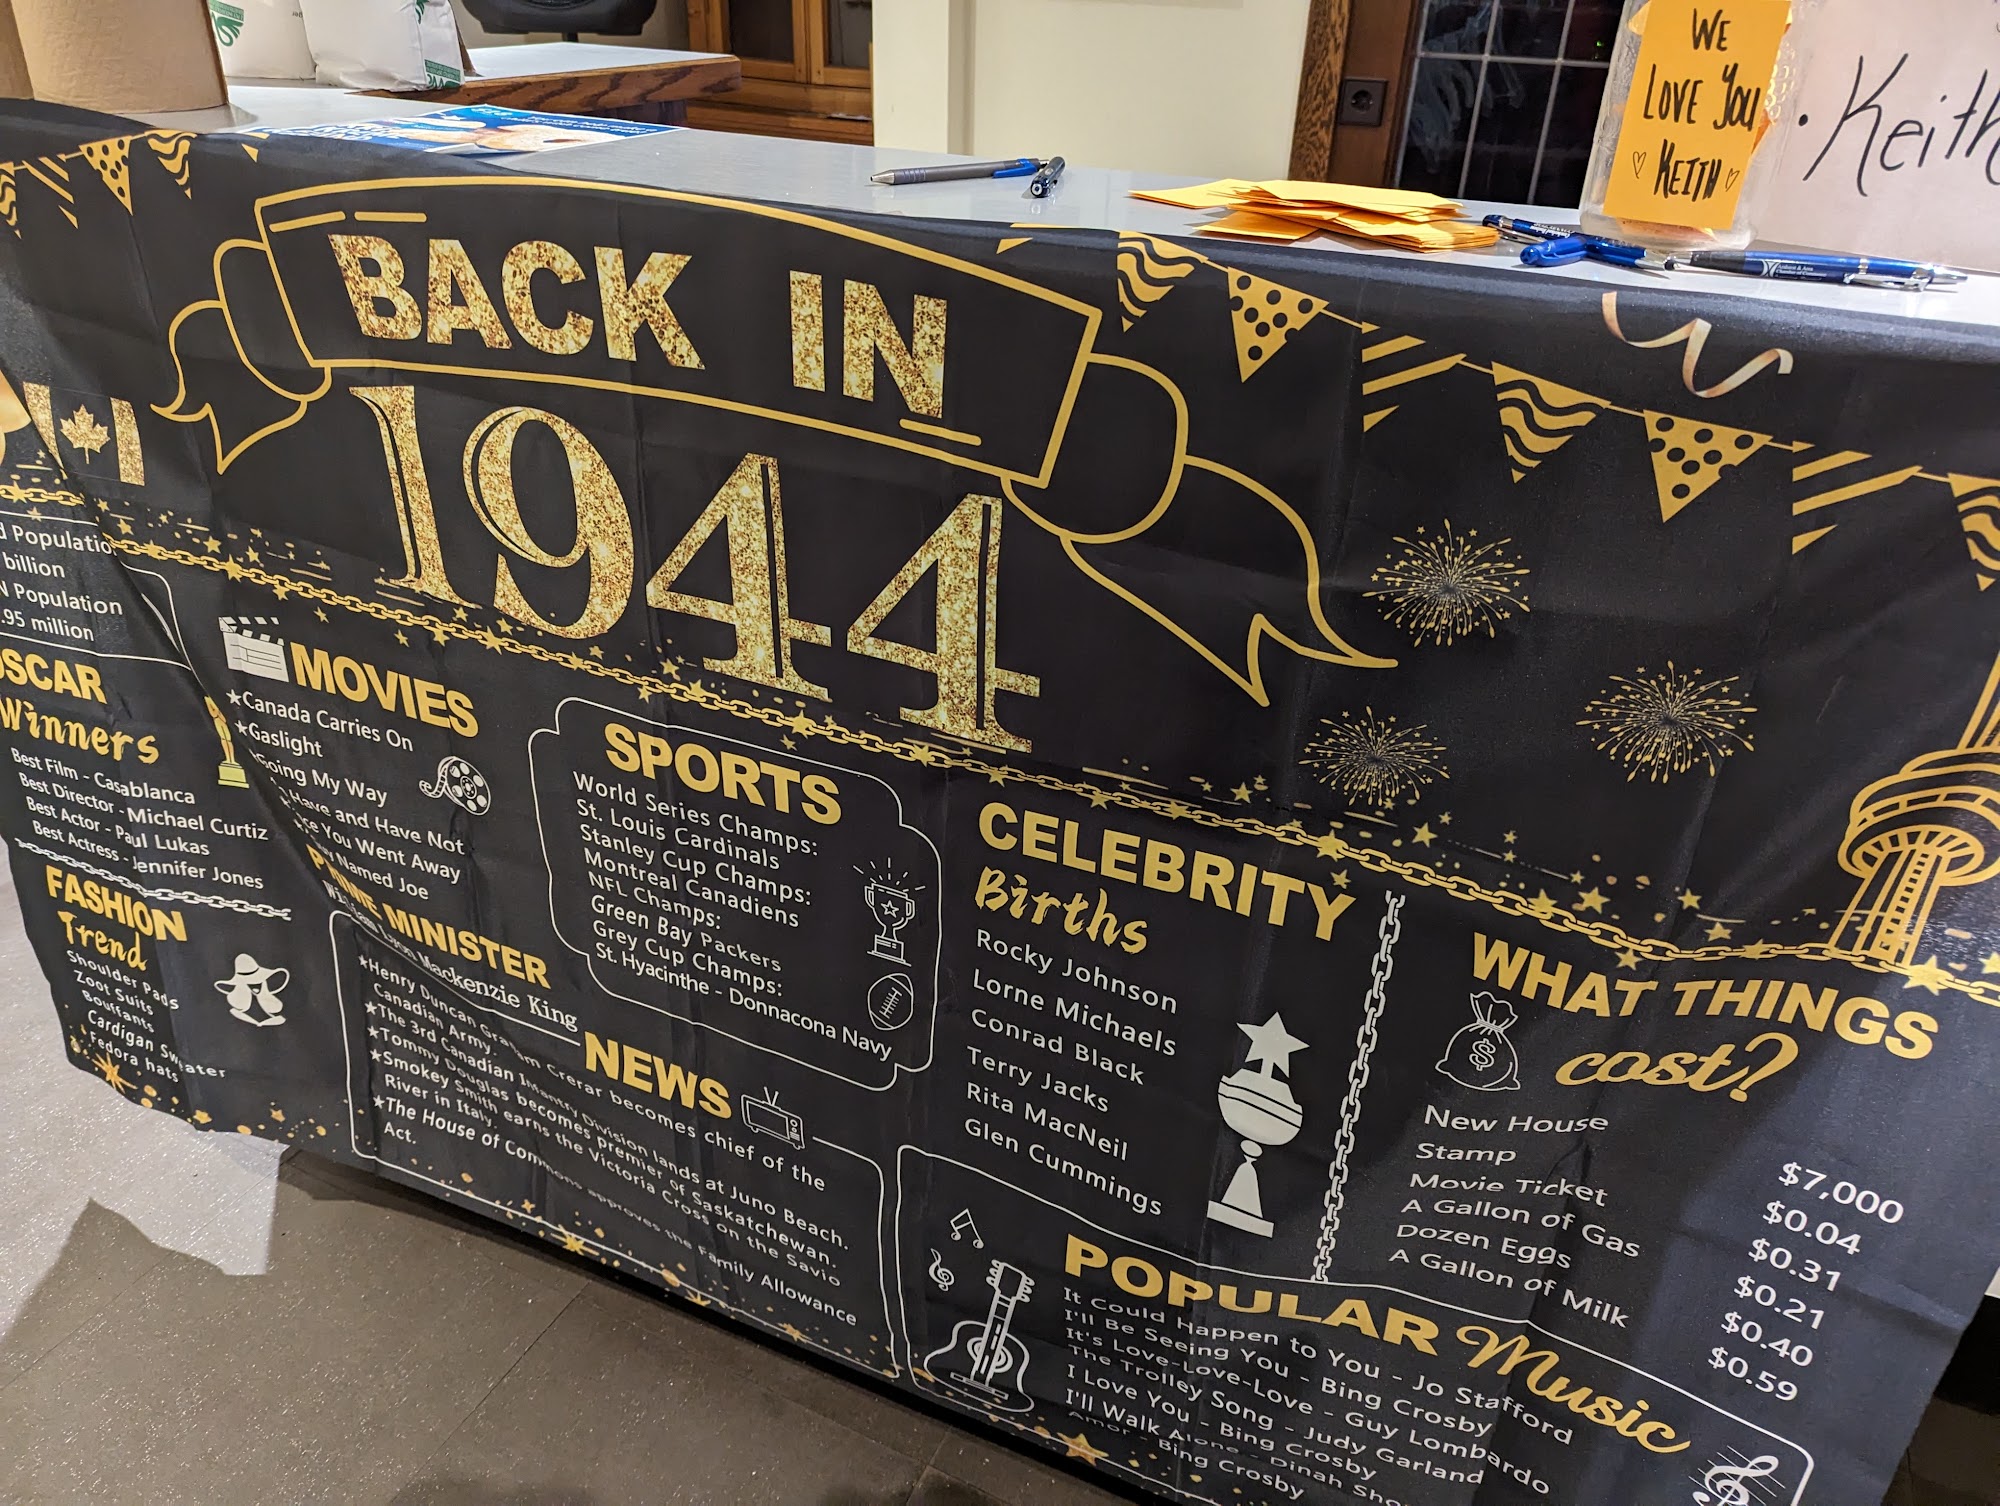 WE
LOVE YOU
♡ KEITH ♡
Keith
BACK IN
1944
Population
billion
Population
.95 million
OSCAR
Winners
Best Film - Casablanca
Best Director - Michael Curtiz
Best Actor - Paul Lukas
Best Actress - Jennifer Jones
FASHION
Trend
Shoulder Pads
Zoot Suits
Bouffants
Cardigan Sweater
Fedora hats
MOVIES
★Canada Carries On
★Gaslight
Going My Way
Have and Have Not
You Went Away
Named Joe
PRIME MINISTER
William Lyon Mackenzie King
NEWS
★Henry Duncan Graham Crerar becomes chief of the
Canadian Army.
★The 3rd Canadian Infantry Division lands at Juno Beach.
★Tommy Douglas becomes premier of Saskatchewan.
★Smokey Smith earns the Victoria Cross on the Savio
River in Italy.
★The House of Commons approves the Family Allowance
Act.
SPORTS
World Series Champs:
St. Louis Cardinals
Stanley Cup Champs:
Montreal Canadiens
NFL Champs:
Green Bay Packers
Grey Cup Champs:
St. Hyacinthe - Donnacona Navy
CELEBRITY
Births
Rocky Johnson
Lorne Michaels
Conrad Black
Terry Jacks
Rita MacNeil
Glen Cummings
WHAT THINGS
cost?
New House $7,000
Stamp $0.04
Movie Ticket $0.31
A Gallon of Gas $0.21
Dozen Eggs $0.40
A Gallon of Milk $0.59
POPULAR Music
It Could Happen to You - Jo Stafford
I'll Be Seeing You - Bing Crosby
It's Love-Love-Love - Guy Lombardo
The Trolley Song - Judy Garland
I Love You - Bing Crosby
I'll Walk Alone - Dinah Shore
Amor - Bing Crosby